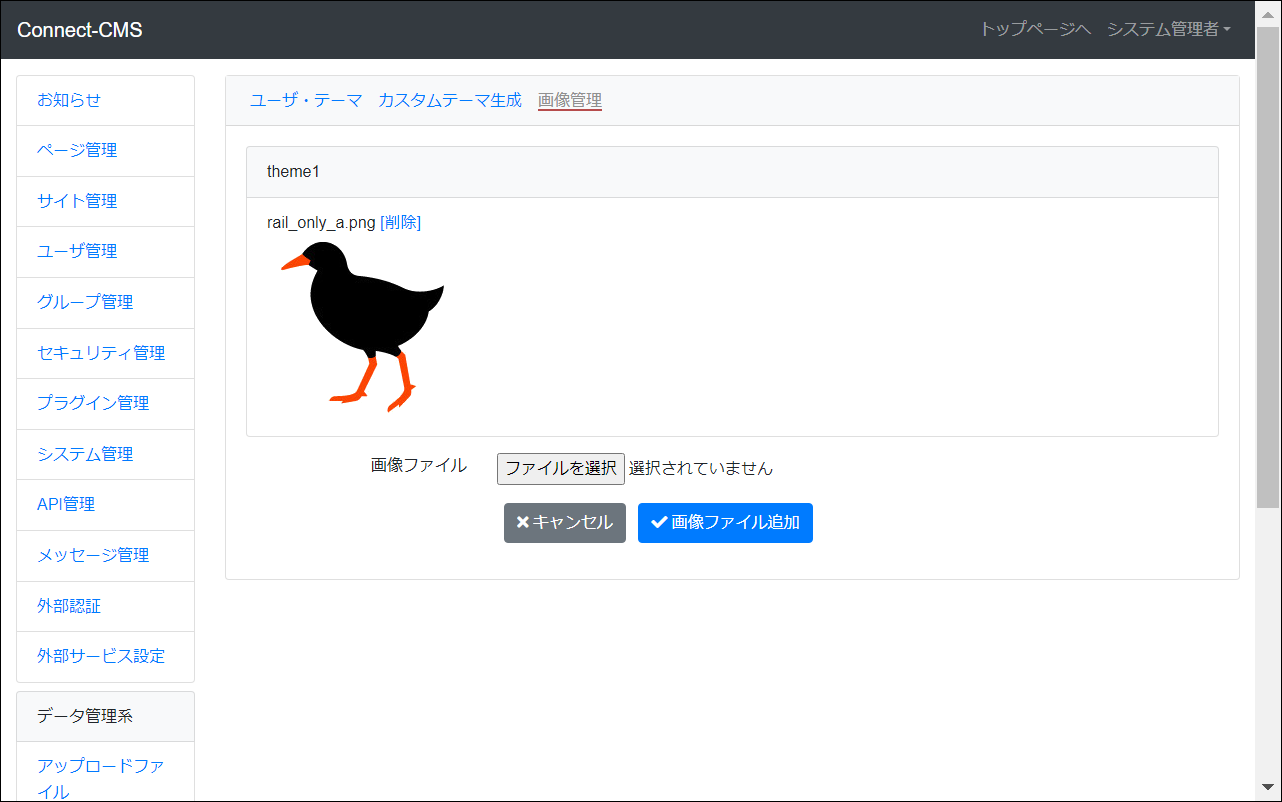 Connect-CMS
トップページへ システム管理者
お知らせ
ページ管理
サイト管理
ユーザ管理
グループ管理
セキュリティ管理
プラグイン管理
システム管理
API管理
メッセージ管理
外部認証
外部サービス設定
データ管理系
アップロードファ
イル
ユーザ・テーマ カスタムテーマ生成 画像管理
theme1
rail_only_a.png [削除]
画像ファイル ファイルを選択 選択されていません
キャンセル 画像ファイル追加